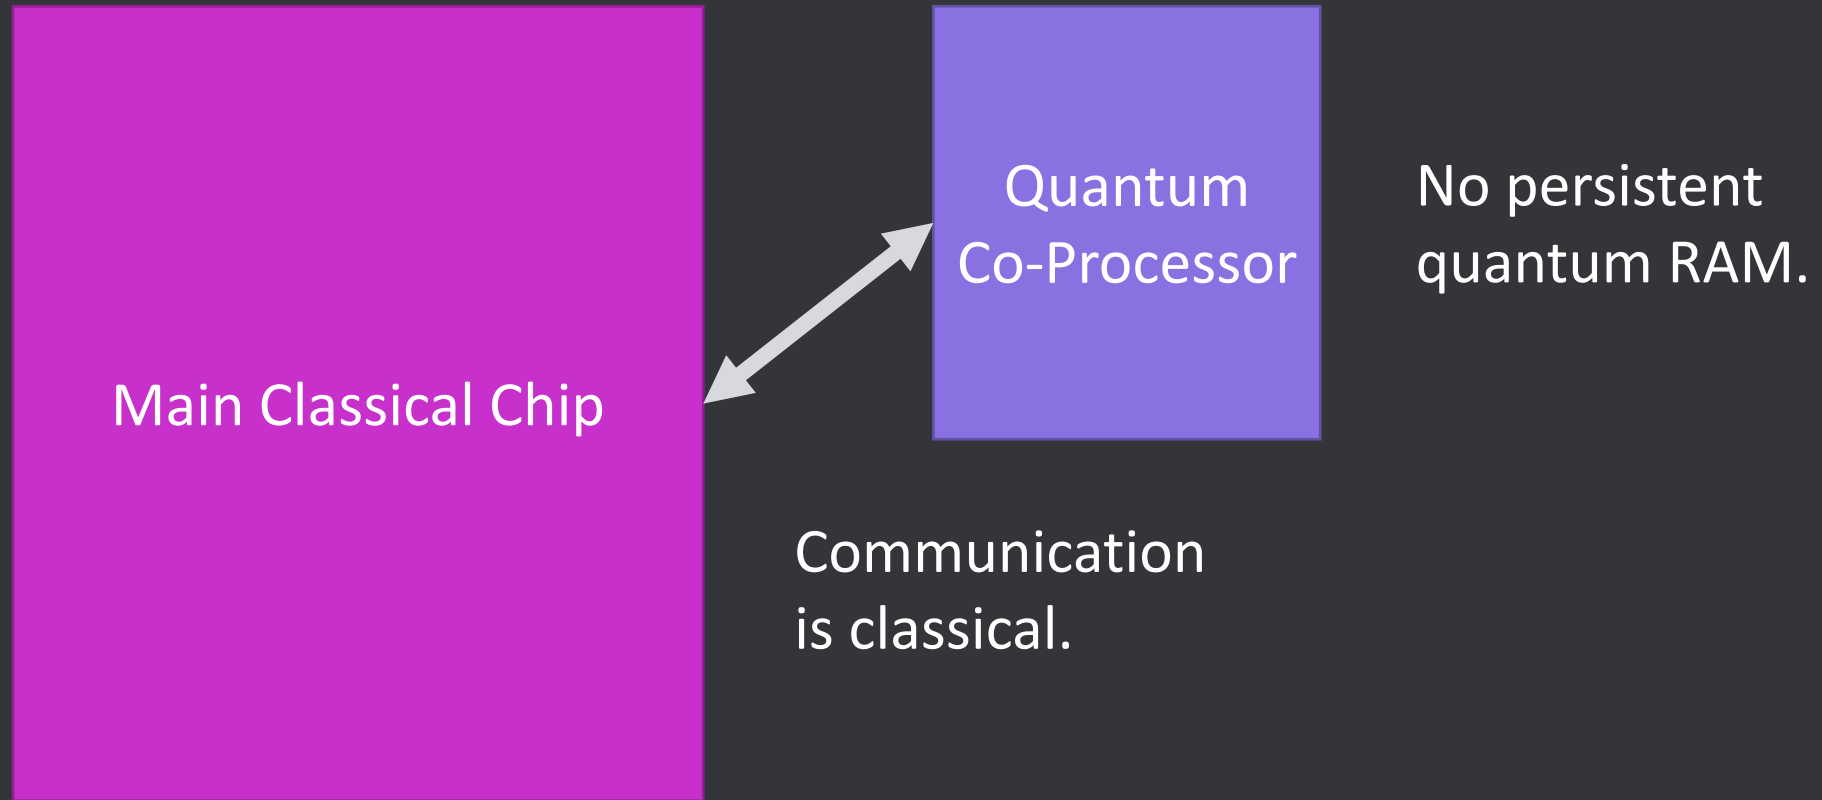 Main Classical Chip
Quantum
Co-Processor
No persistent
quantum RAM.
Communication
is classical.